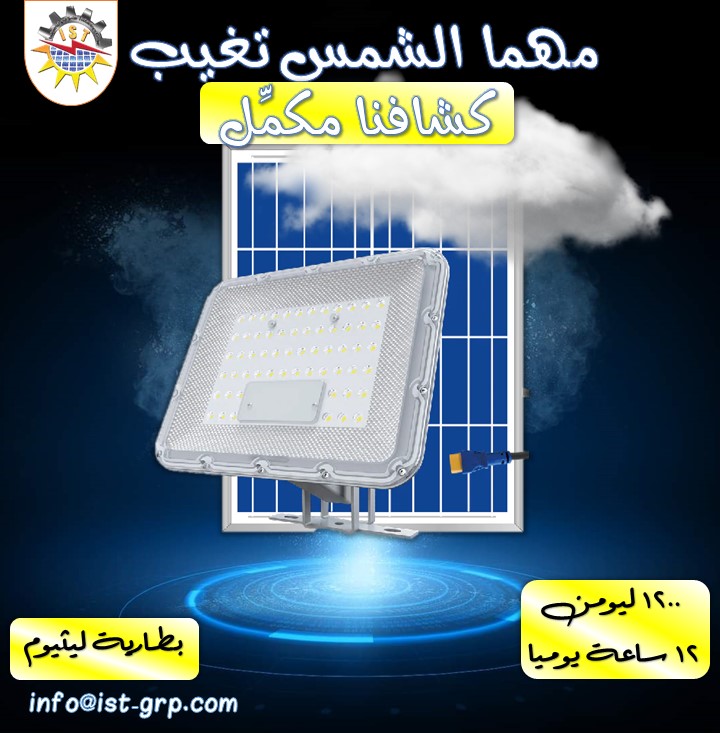 IST
مهما الشمس تغيب
كشافنا مكمِّل
١٢٠٠ ليومن
١٢ ساعة يوميا
بطارية ليثيوم
info@ist-grp.com